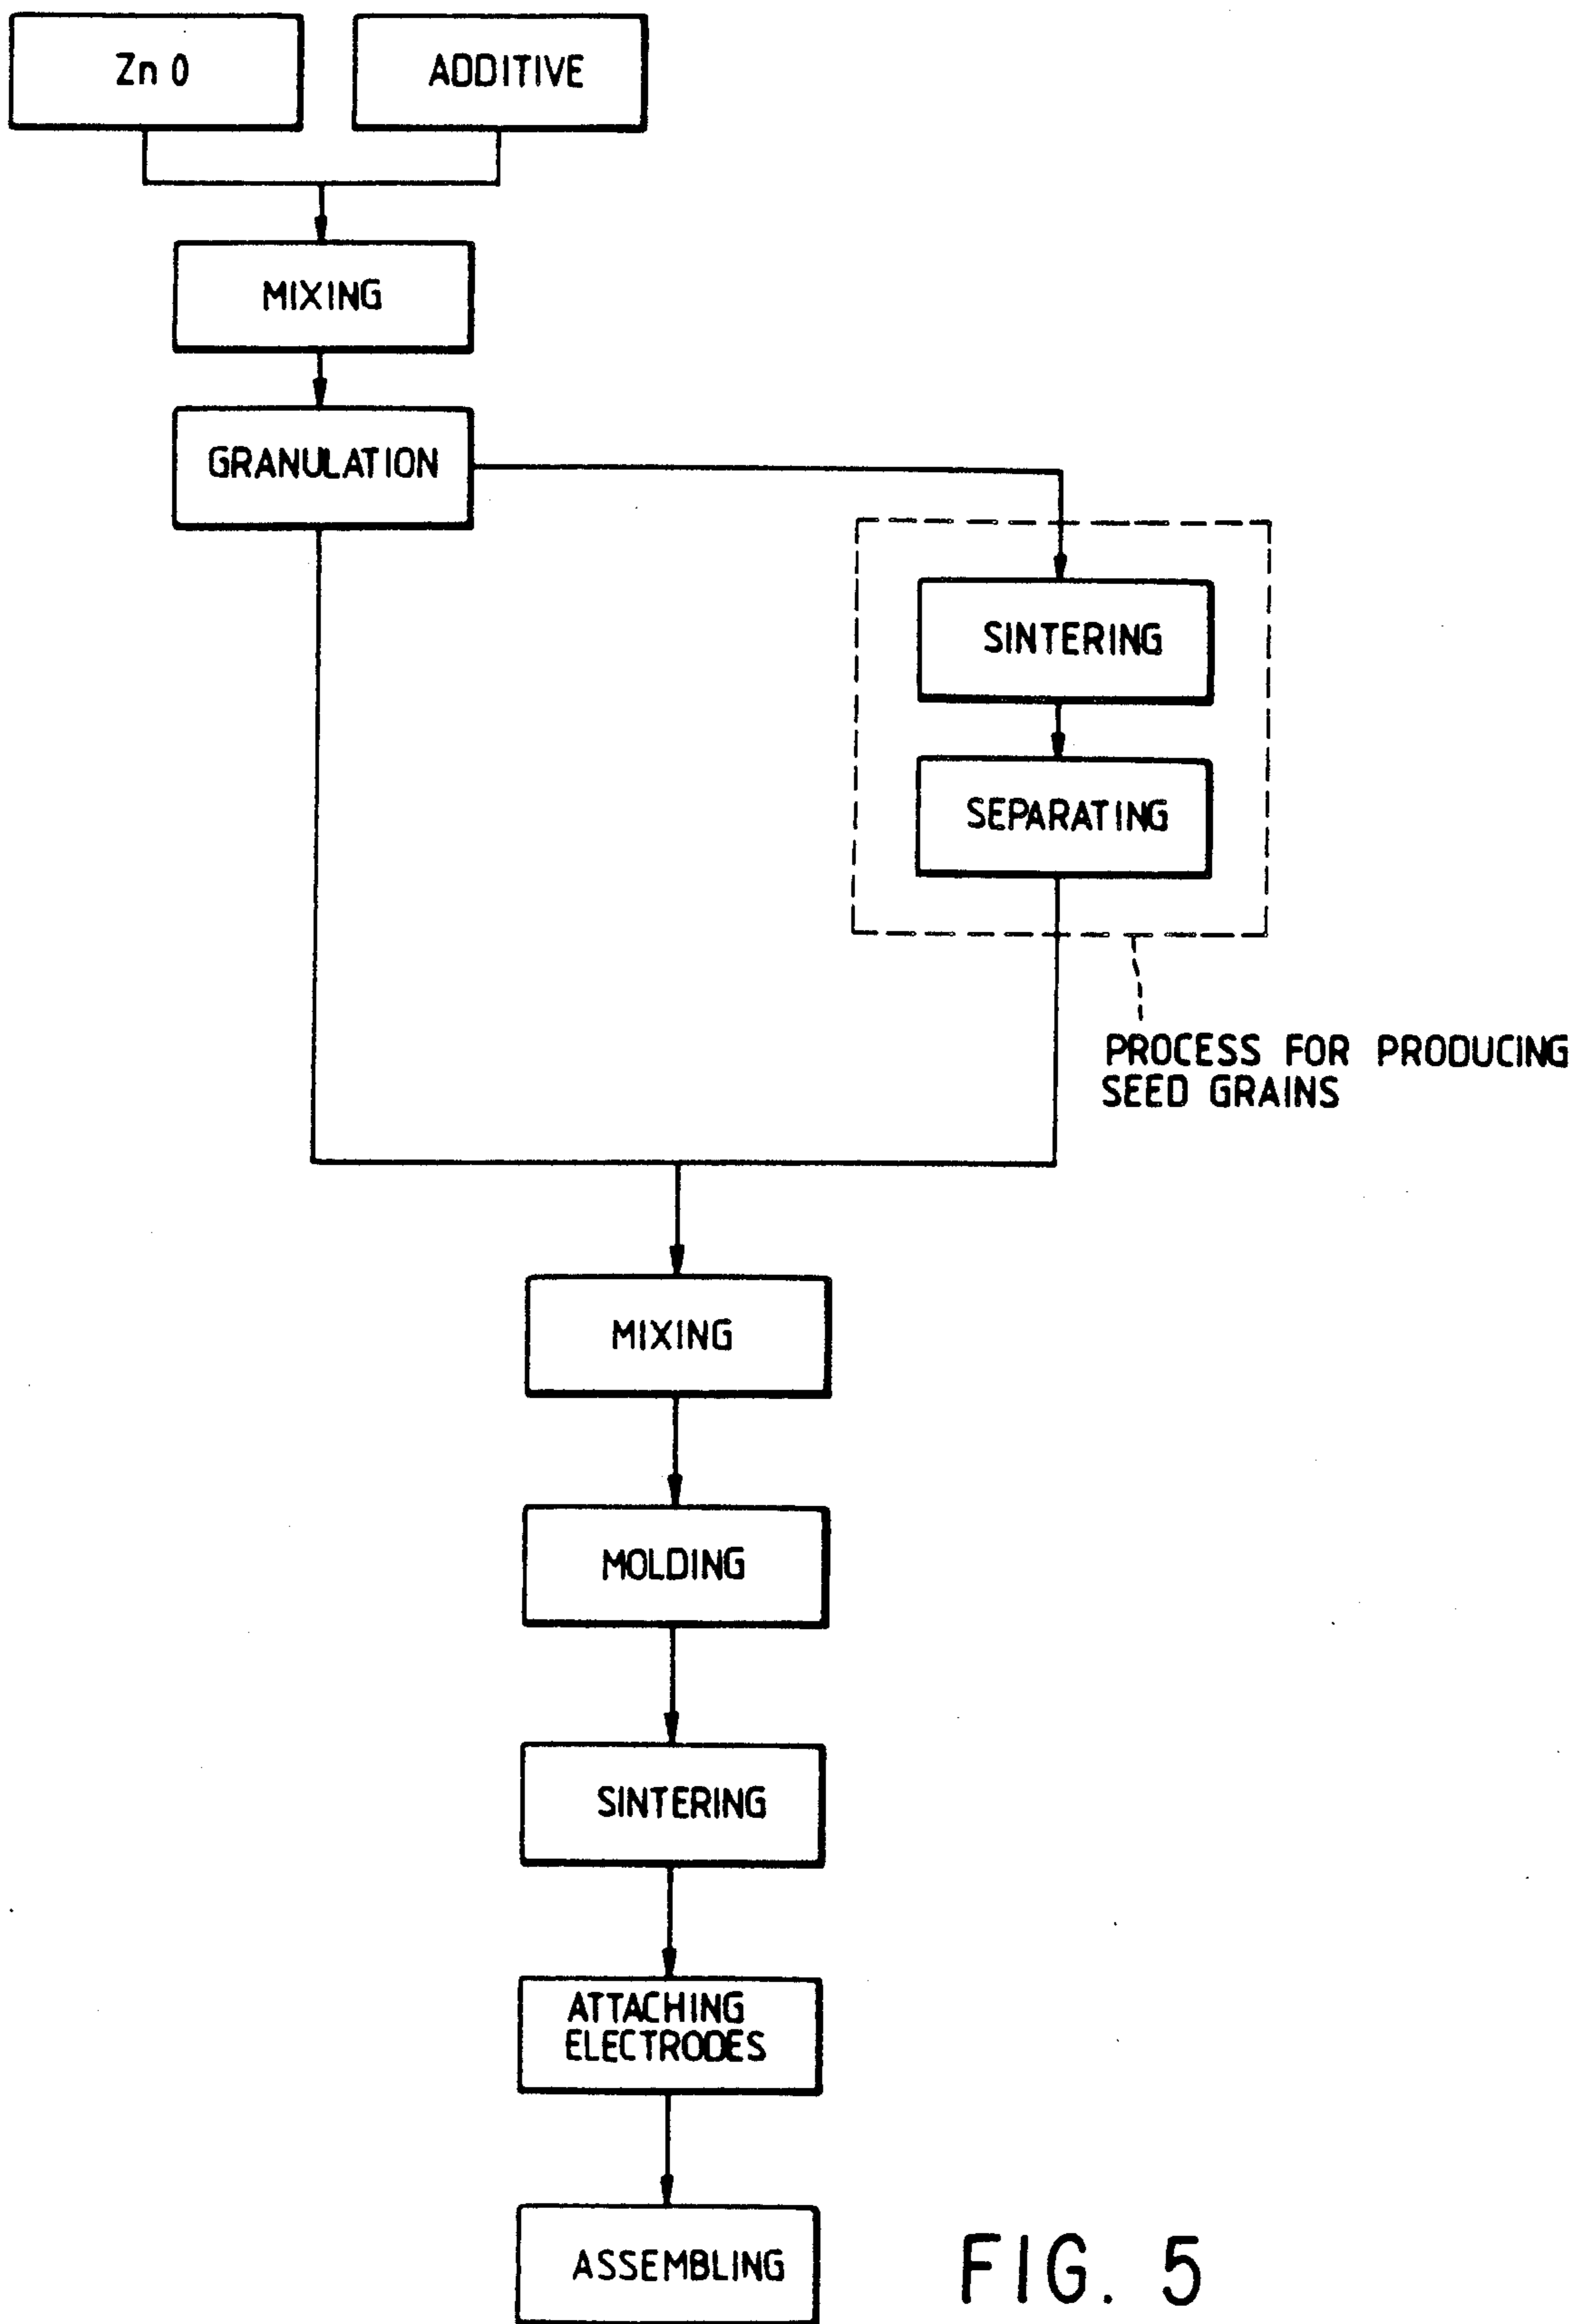 Zn O
ADDITIVE
MIXING
GRANULATION
SINTERING
SEPARATING
PROCESS FOR PRODUCING
SEED GRAINS
MIXING
MOLDING
SINTERING
ATTACHING
ELECTRODES
ASSEMBLING
FIG. 5